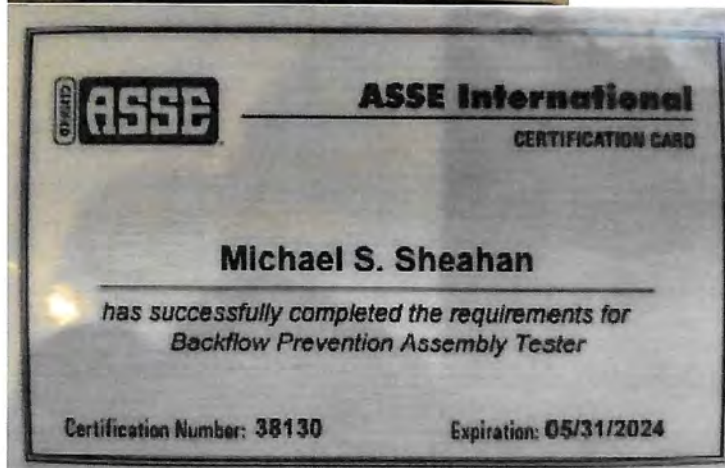 CERTIFIED
ASSE
ASSE International
CERTIFICATION CARD
Michael S. Sheahan
has successfully completed the requirements for
Backflow Prevention Assembly Tester
Certification Number: 38130
Expiration: 05/31/2024